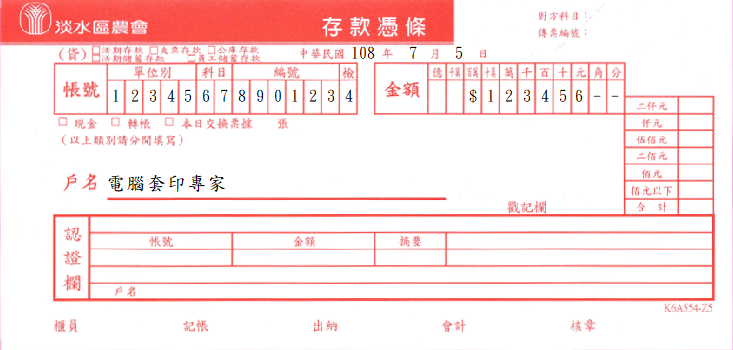 淡水區農會 存款憑條
對方科目:
傳票編號:
(貸) □活期存款 □支票存款 □公庫存款
□活期儲蓄存款 □員工儲蓄存款
中華民國 108 年 7 月 5 日
帳號 單位別 科目 編號 檢
1 2 3 4 5 6 7 8 9 0 1 2 3 4
金額 億 千萬 百萬 十萬 萬 千 百 十 元 角 分
$ 1 2 3 4 5 6 - -
□ 現金 □ 轉帳 □ 本日交換票據 張
(以上類別請分開填寫)
戶名 電腦套印專家
戳記欄
二仟元
仟元
伍佰元
二佰元
佰元
佰元以下
合計
認證欄
帳號 金額 摘要
戶名
K6A554-Z5
櫃員 記帳 出納 會計 核章